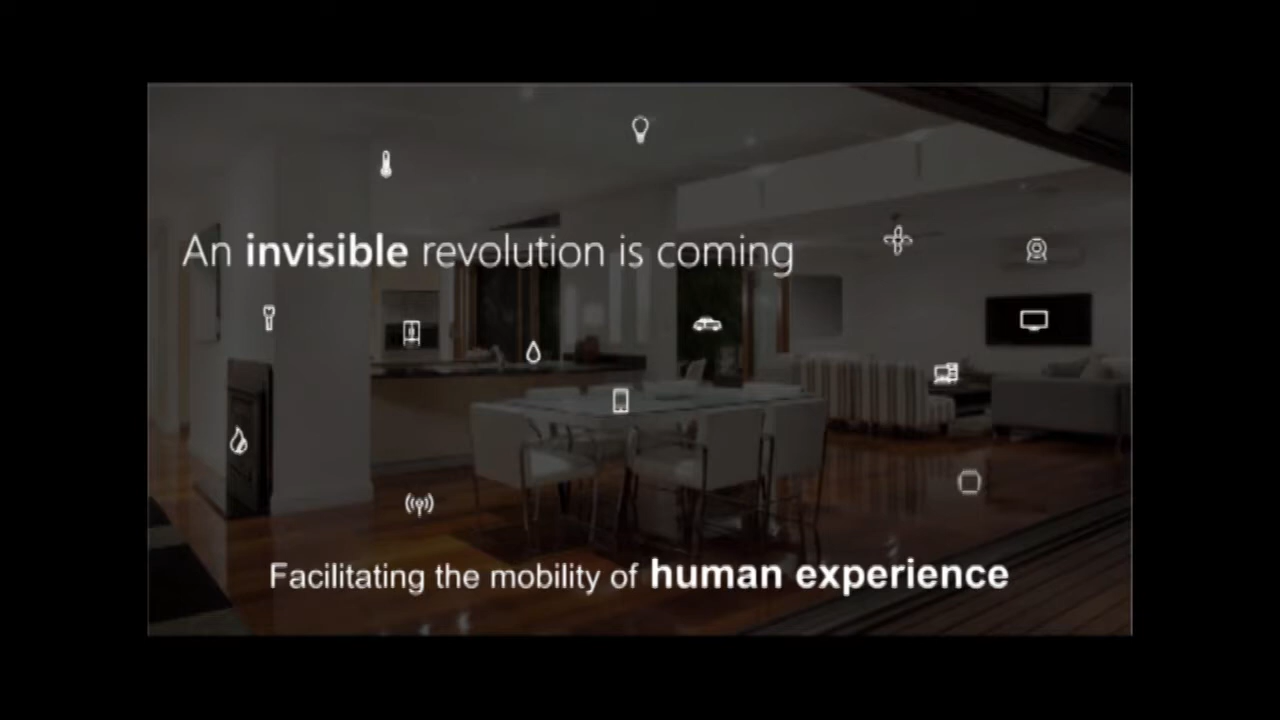 An invisible revolution is coming
Facilitating the mobility of human experience